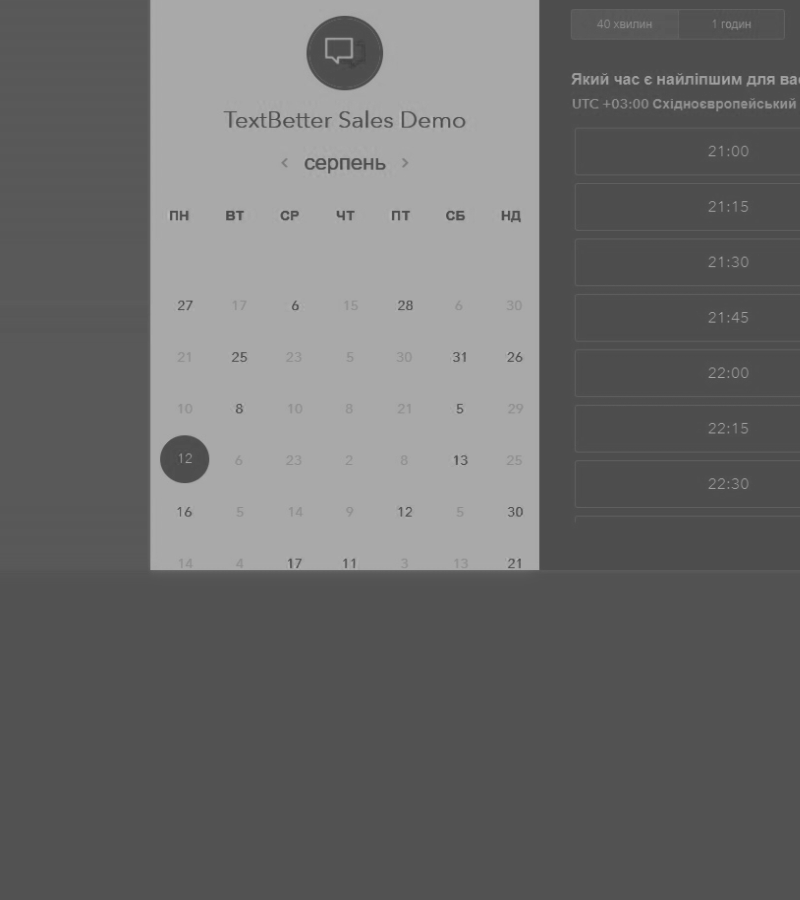 TextBetter Sales Demo
серпень
ПН ВТ СР ЧТ ПТ СБ НД
27 17 6 15 28 6 30
21 25 23 5 30 31 26
10 8 10 8 21 5 29
12 6 23 2 8 13 25
16 5 14 9 12 5 30
14 4 17 11 3 13 21
40 хвилин 1 годин
Який час є найліпшим для вас
UTC +03:00 Східноєвропейський
21:00
21:15
21:30
21:45
22:00
22:15
22:30